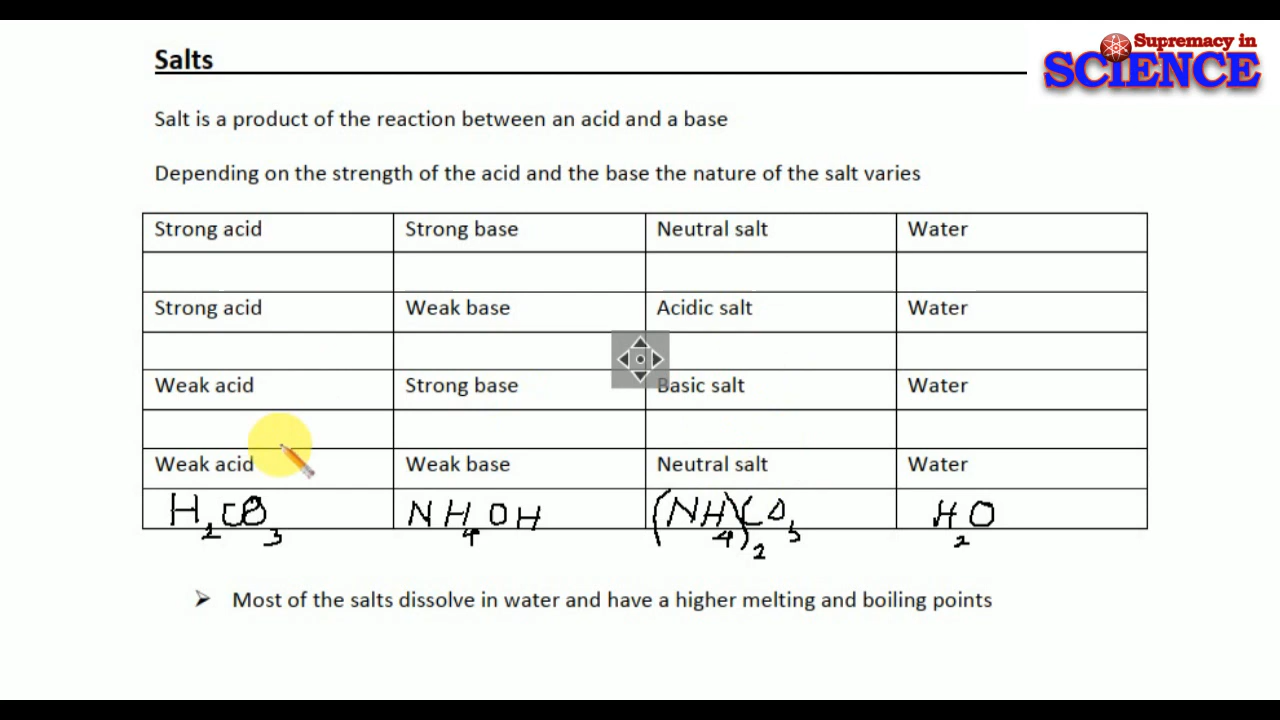 Supremacy in
SCIENCE
Salts
Salt is a product of the reaction between an acid and a base
Depending on the strength of the acid and the base the nature of the salt varies
Strong acid Strong base Neutral salt Water
Strong acid Weak base Acidic salt Water
Weak acid Strong base Basic salt Water
Weak acid Weak base Neutral salt Water
H₂CO₃ NH₄OH (NH₄)₂CO₃ H₂O
➢ Most of the salts dissolve in water and have a higher melting and boiling points